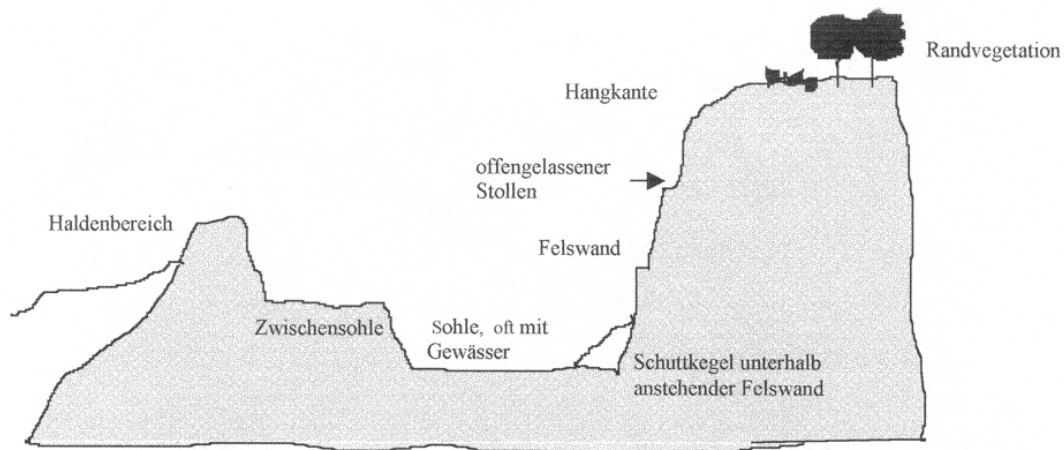 Randvegetation
Hangkante
offengelassener
Stollen
Haldenbereich
Felswand
Zwischensohle
Sohle, oft mit
Gewässer
Schuttkegel unterhalb
anstehender Felswand